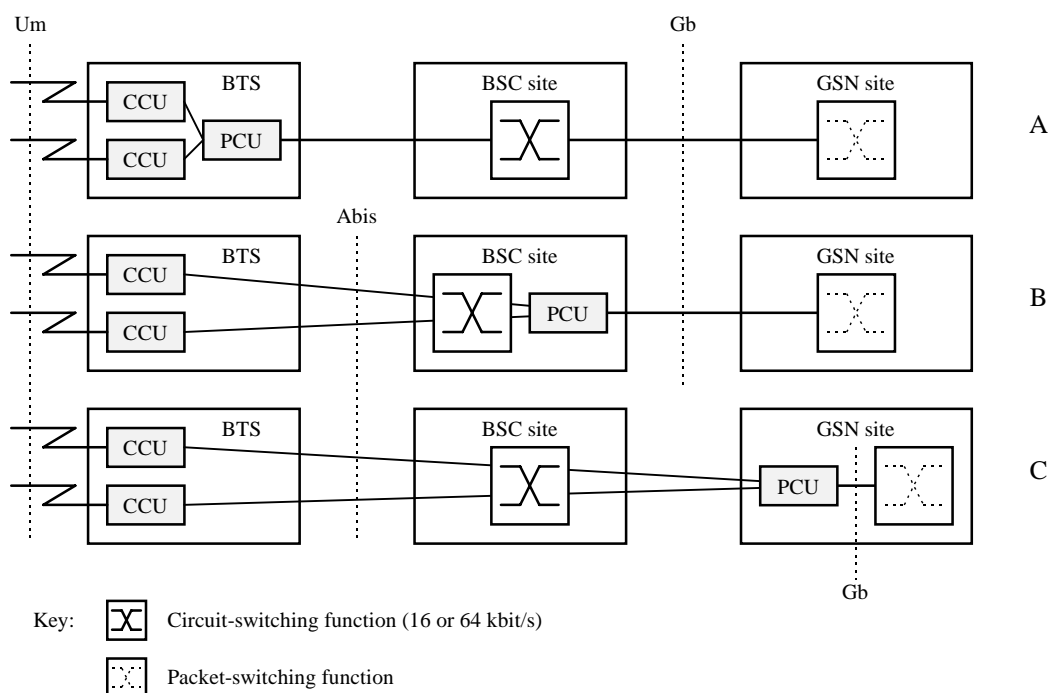 Um
Gb
BTS
BSC site
GSN site
CCU
CCU
PCU
A
Abis
BTS
BSC site
GSN site
CCU
CCU
PCU
B
BTS
BSC site
GSN site
CCU
CCU
PCU
C
Gb
Key:
Circuit-switching function (16 or 64 kbit/s)
Packet-switching function